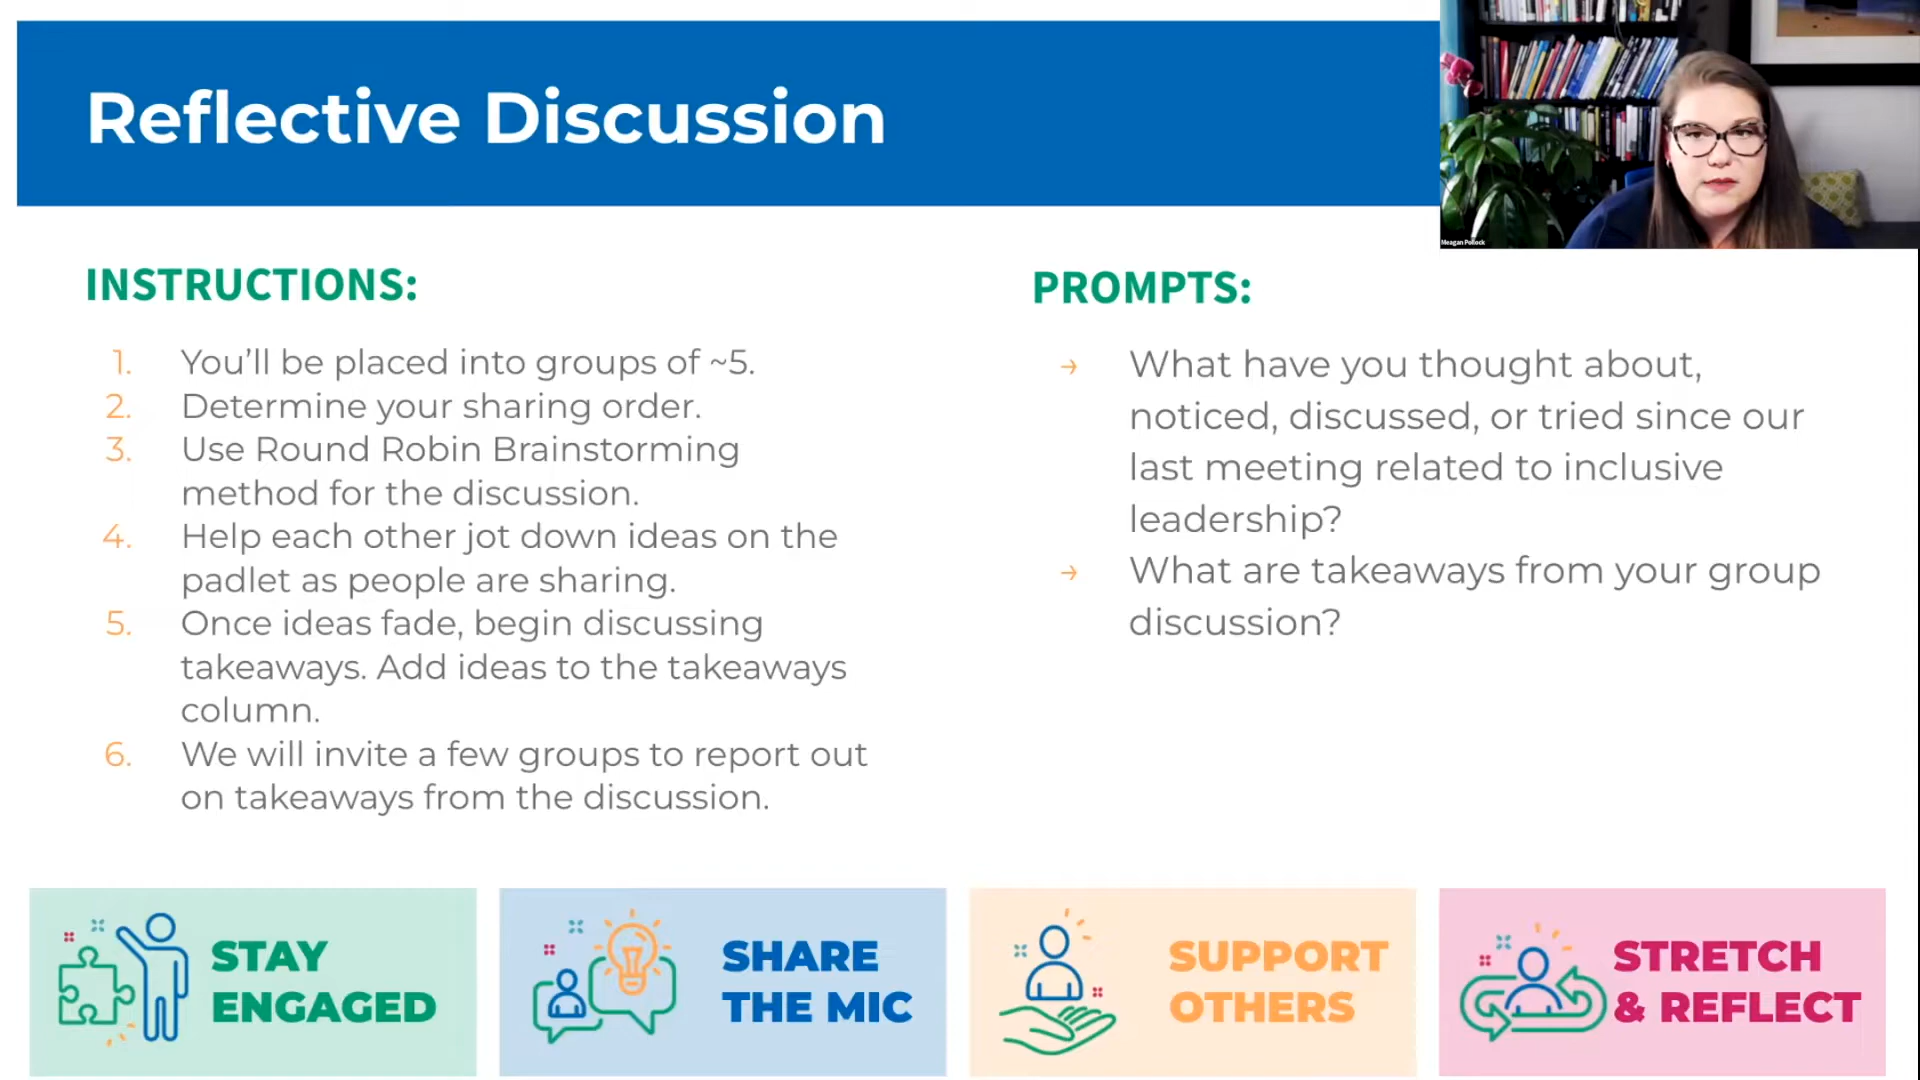 Reflective Discussion
Meagan Pollock
INSTRUCTIONS:
1. You'll be placed into groups of ~5.
2. Determine your sharing order.
3. Use Round Robin Brainstorming
method for the discussion.
4. Help each other jot down ideas on the
padlet as people are sharing.
5. Once ideas fade, begin discussing
takeaways. Add ideas to the takeaways
column.
6. We will invite a few groups to report out
on takeaways from the discussion.
PROMPTS:
→ What have you thought about,
noticed, discussed, or tried since our
last meeting related to inclusive
leadership?
→ What are takeaways from your group
discussion?
STAY
ENGAGED
SHARE
THE MIC
SUPPORT
OTHERS
STRETCH
& REFLECT